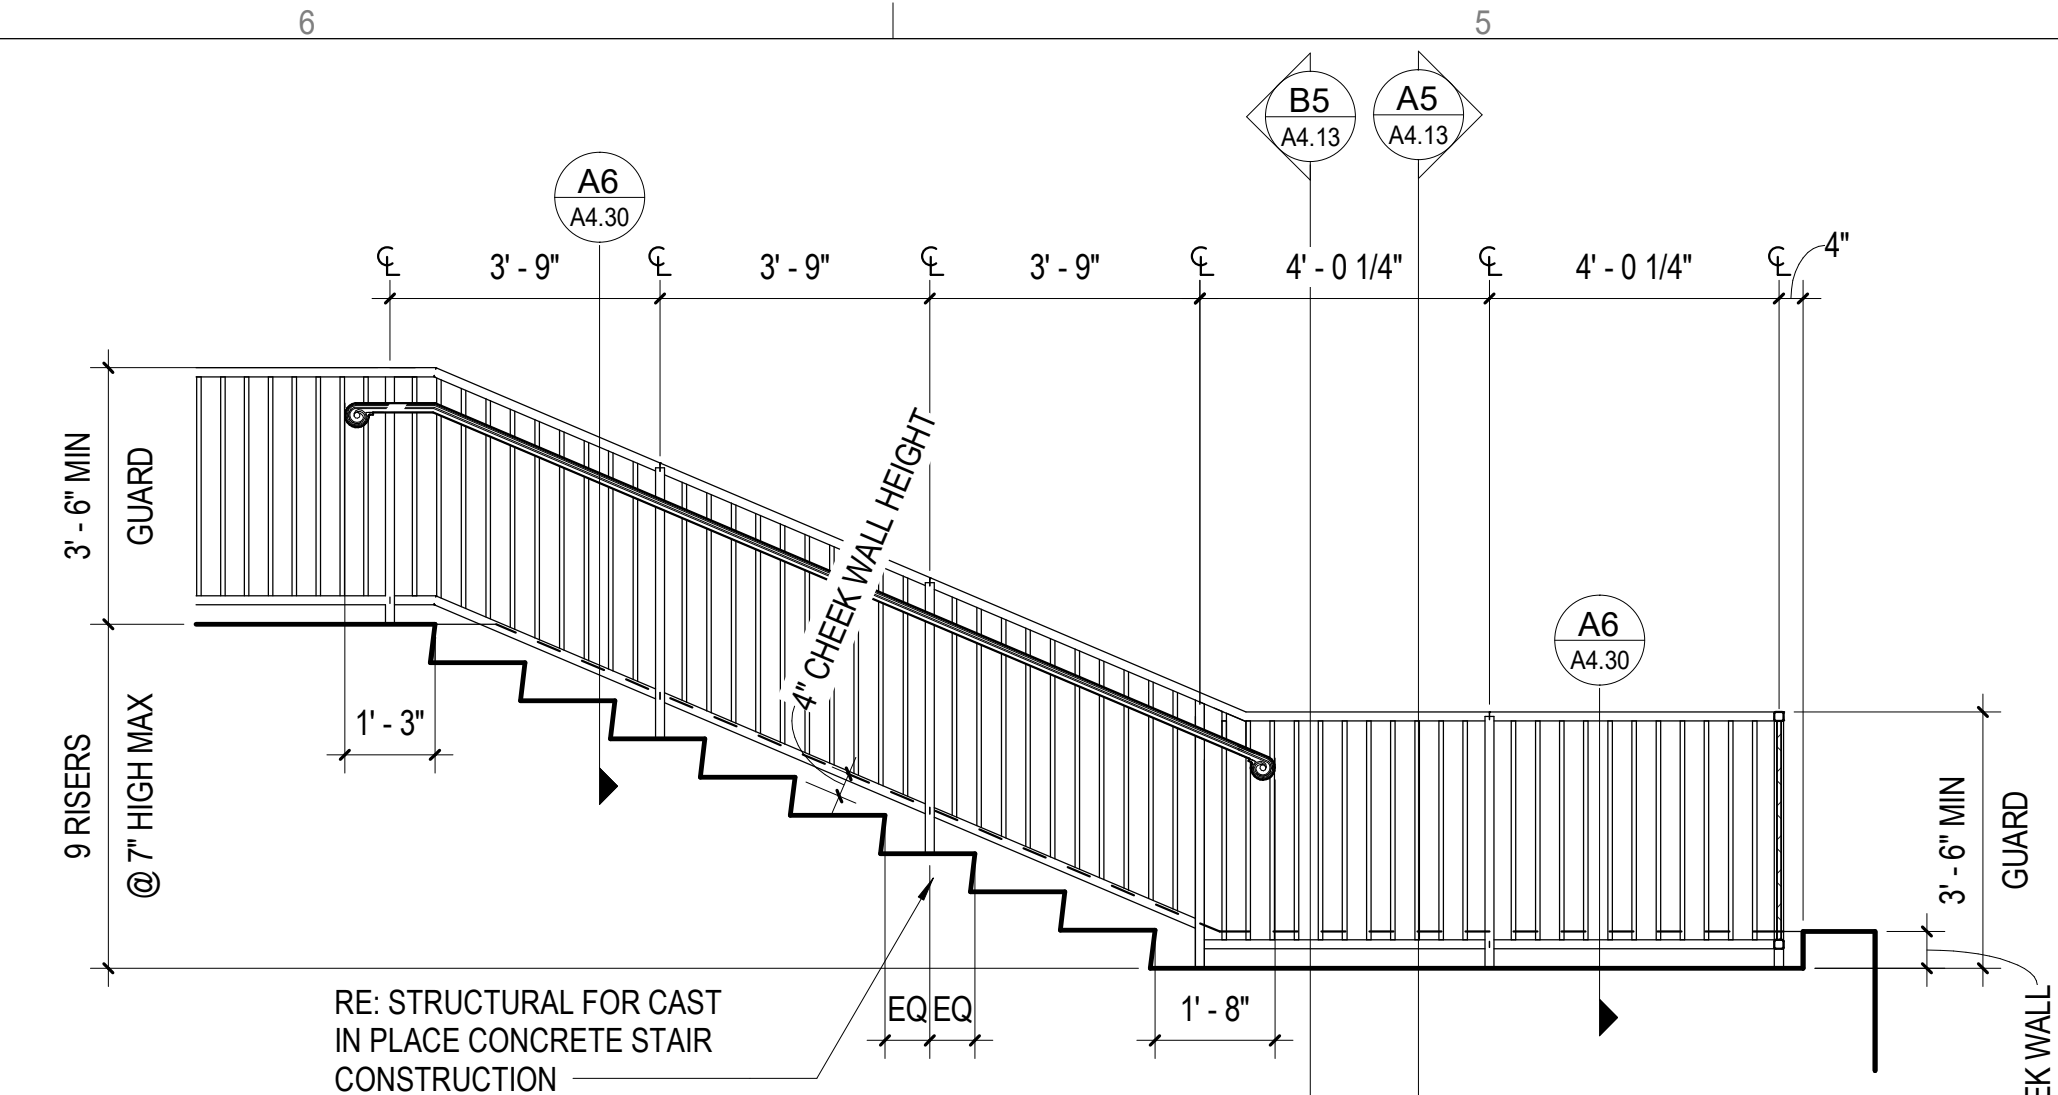 6
5
B5
A4.13
A5
A4.13
A6
A4.30
℄
3' - 9"
℄
3' - 9"
℄
3' - 9"
℄
4' - 0 1/4"
℄
4' - 0 1/4"
℄
4"
3' - 6" MIN
GUARD
4" CHEEK WALL HEIGHT
A6
A4.30
9 RISERS
@ 7" HIGH MAX
1' - 3"
3' - 6" MIN
GUARD
RE: STRUCTURAL FOR CAST
IN PLACE CONCRETE STAIR
CONSTRUCTION
EQ
EQ
1' - 8"
WALL